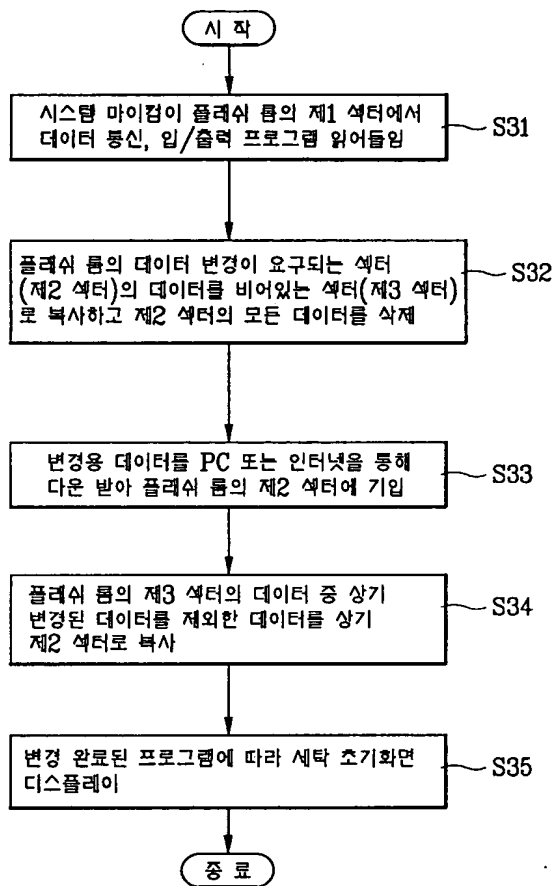 시 작
시스템 마이컴이 플래쉬 롬의 제1 섹터에서
데이터 통신, 입/출력 프로그램 읽어들임
S31
플래쉬 롬의 데이터 변경이 요구되는 섹터
(제2 섹터)의 데이터를 비어있는 섹터(제3 섹터)
로 복사하고 제2 섹터의 모든 데이터를 삭제
S32
변경용 데이터를 PC 또는 인터넷을 통해
다운 받아 플래쉬 롬의 제2 섹터에 기입
S33
플래쉬 롬의 제3 섹터의 데이터 중 상기
변경된 데이터를 제외한 데이터를 상기
제2 섹터로 복사
S34
변경 완료된 프로그램에 따라 세탁 초기화면
디스플레이
S35
종 료